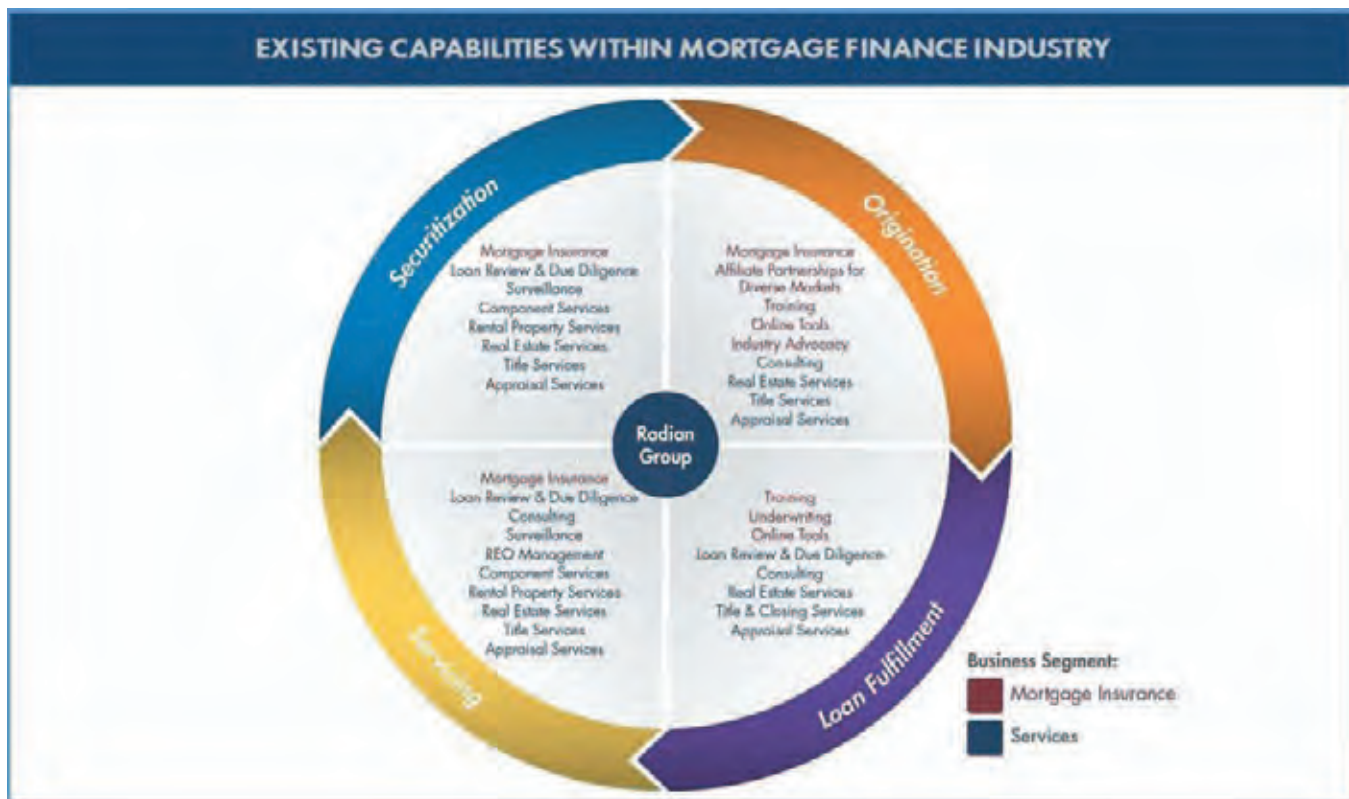 EXISTING CAPABILITIES WITHIN MORTGAGE FINANCE INDUSTRY
Securitization
Mortgage Insurance
Loan Review & Due Diligence
Surveillance
Component Services
Rental Property Services
Real Estate Services
Title Services
Appraisal Services
Origination
Mortgage Insurance
Affiliate Partnerships for
Diverse Markets
Training
Online Tools
Industry Advocacy
Consulting
Real Estate Services
Title Services
Appraisal Services
Radian
Group
Servicing
Mortgage Insurance
Loan Review & Due Diligence
Consulting
Surveillance
REO Management
Component Services
Rental Property Services
Real Estate Services
Title Services
Appraisal Services
Loan Fulfillment
Training
Underwriting
Online Tools
Loan Review & Due Diligence
Consulting
Real Estate Services
Title & Closing Services
Appraisal Services
Business Segment:
Mortgage Insurance
Services